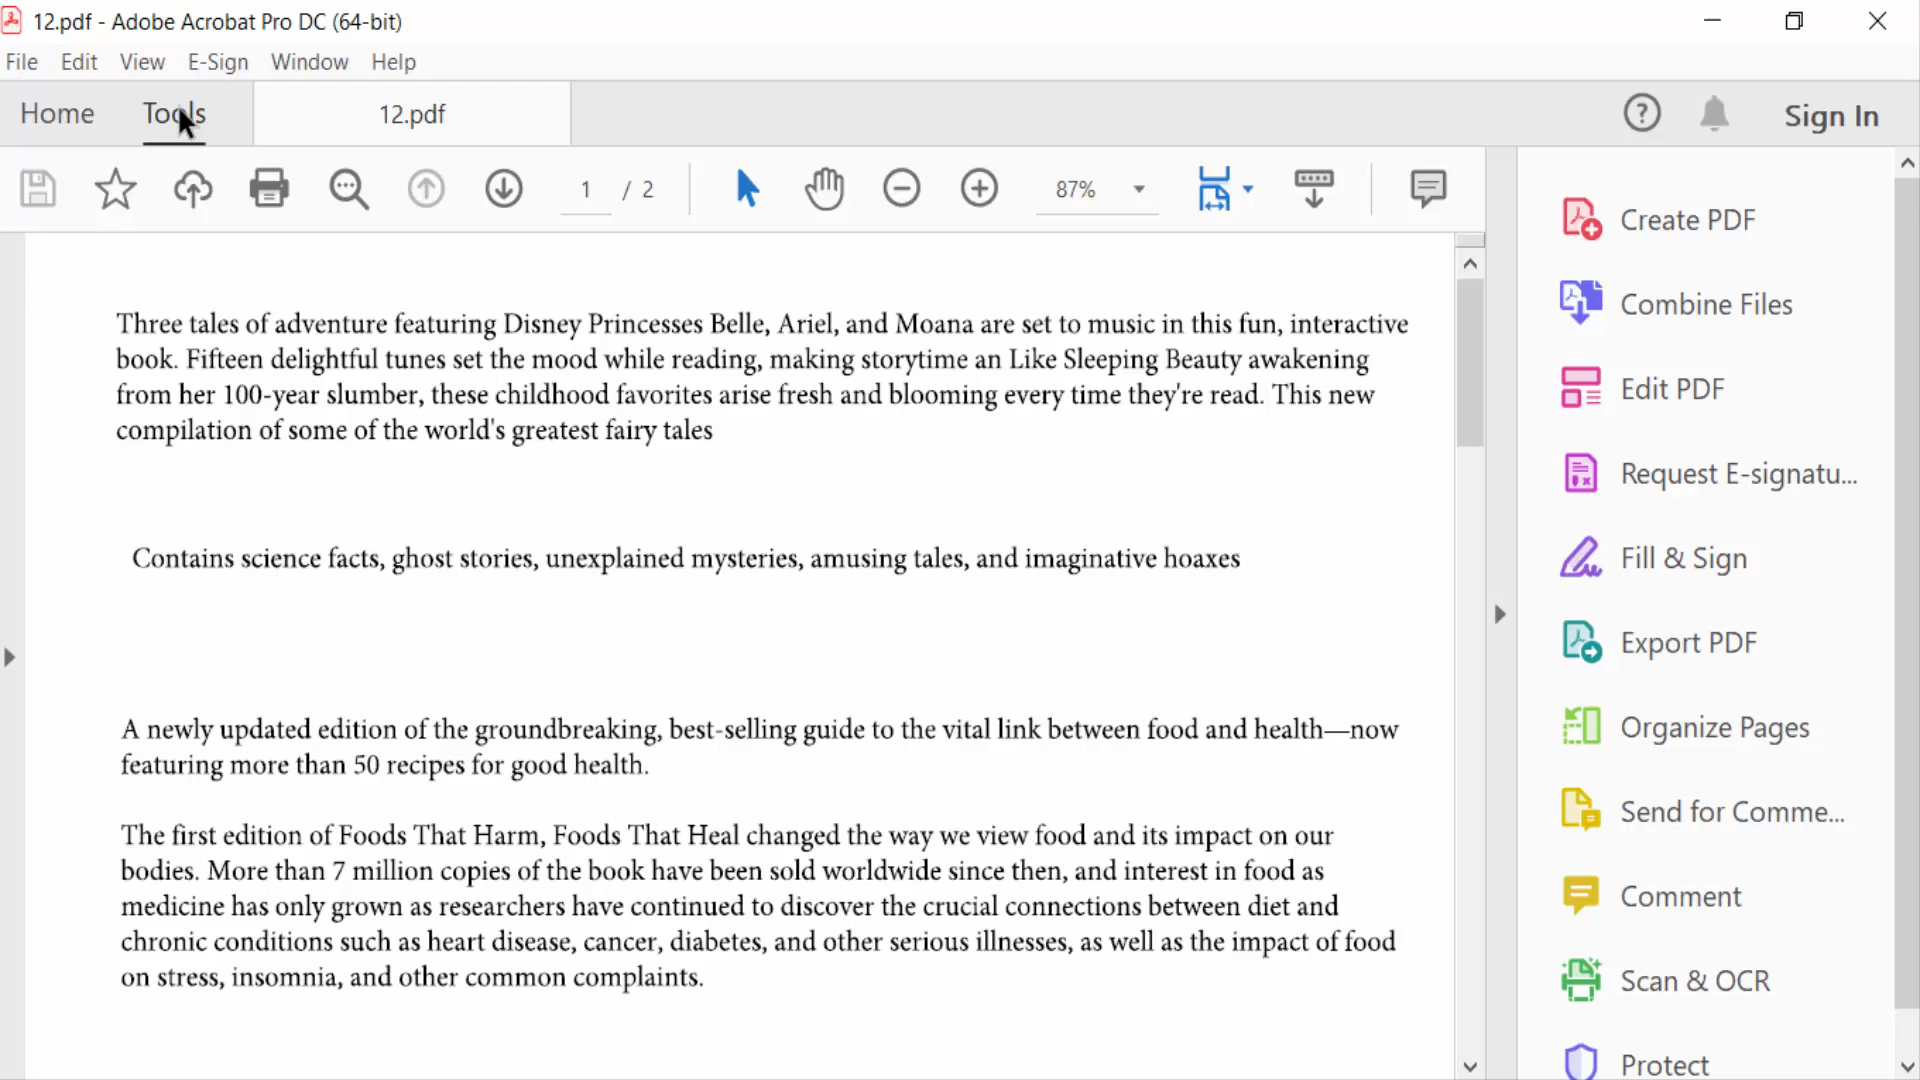 12.pdf - Adobe Acrobat Pro DC (64-bit)
File Edit View E-Sign Window Help
Home Tools 12.pdf Sign In
1 / 2 87%
Three tales of adventure featuring Disney Princesses Belle, Ariel, and Moana are set to music in this fun, interactive
book. Fifteen delightful tunes set the mood while reading, making storytime an Like Sleeping Beauty awakening
from her 100-year slumber, these childhood favorites arise fresh and blooming every time they're read. This new
compilation of some of the world's greatest fairy tales
Contains science facts, ghost stories, unexplained mysteries, amusing tales, and imaginative hoaxes
A newly updated edition of the groundbreaking, best-selling guide to the vital link between food and health—now
featuring more than 50 recipes for good health.
The first edition of Foods That Harm, Foods That Heal changed the way we view food and its impact on our
bodies. More than 7 million copies of the book have been sold worldwide since then, and interest in food as
medicine has only grown as researchers have continued to discover the crucial connections between diet and
chronic conditions such as heart disease, cancer, diabetes, and other serious illnesses, as well as the impact of food
on stress, insomnia, and other common complaints.
Create PDF
Combine Files
Edit PDF
Request E-signatu...
Fill & Sign
Export PDF
Organize Pages
Send for Comme...
Comment
Scan & OCR
Protect